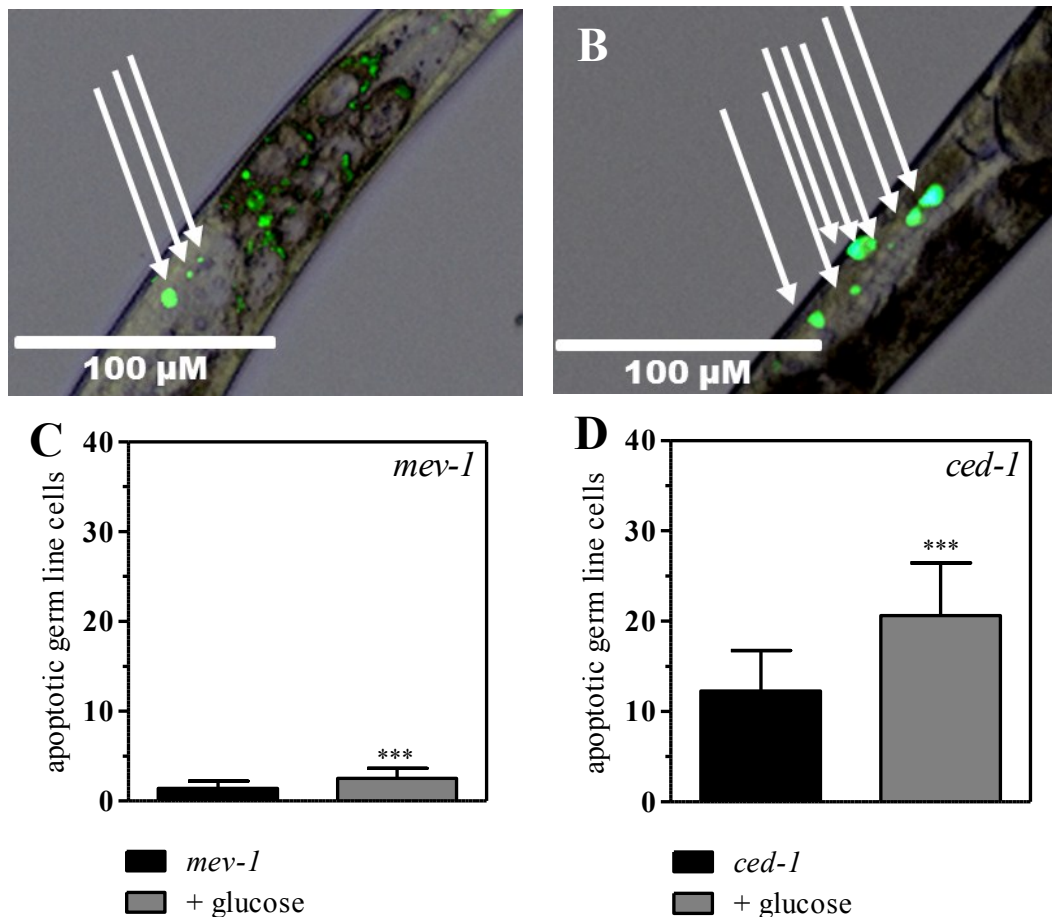 B
100 µM
100 µM
C
40
30
20
10
0
apoptotic germ line cells
mev-1
***
mev-1
+ glucose
D
40
30
20
10
0
apoptotic germ line cells
ced-1
***
ced-1
+ glucose